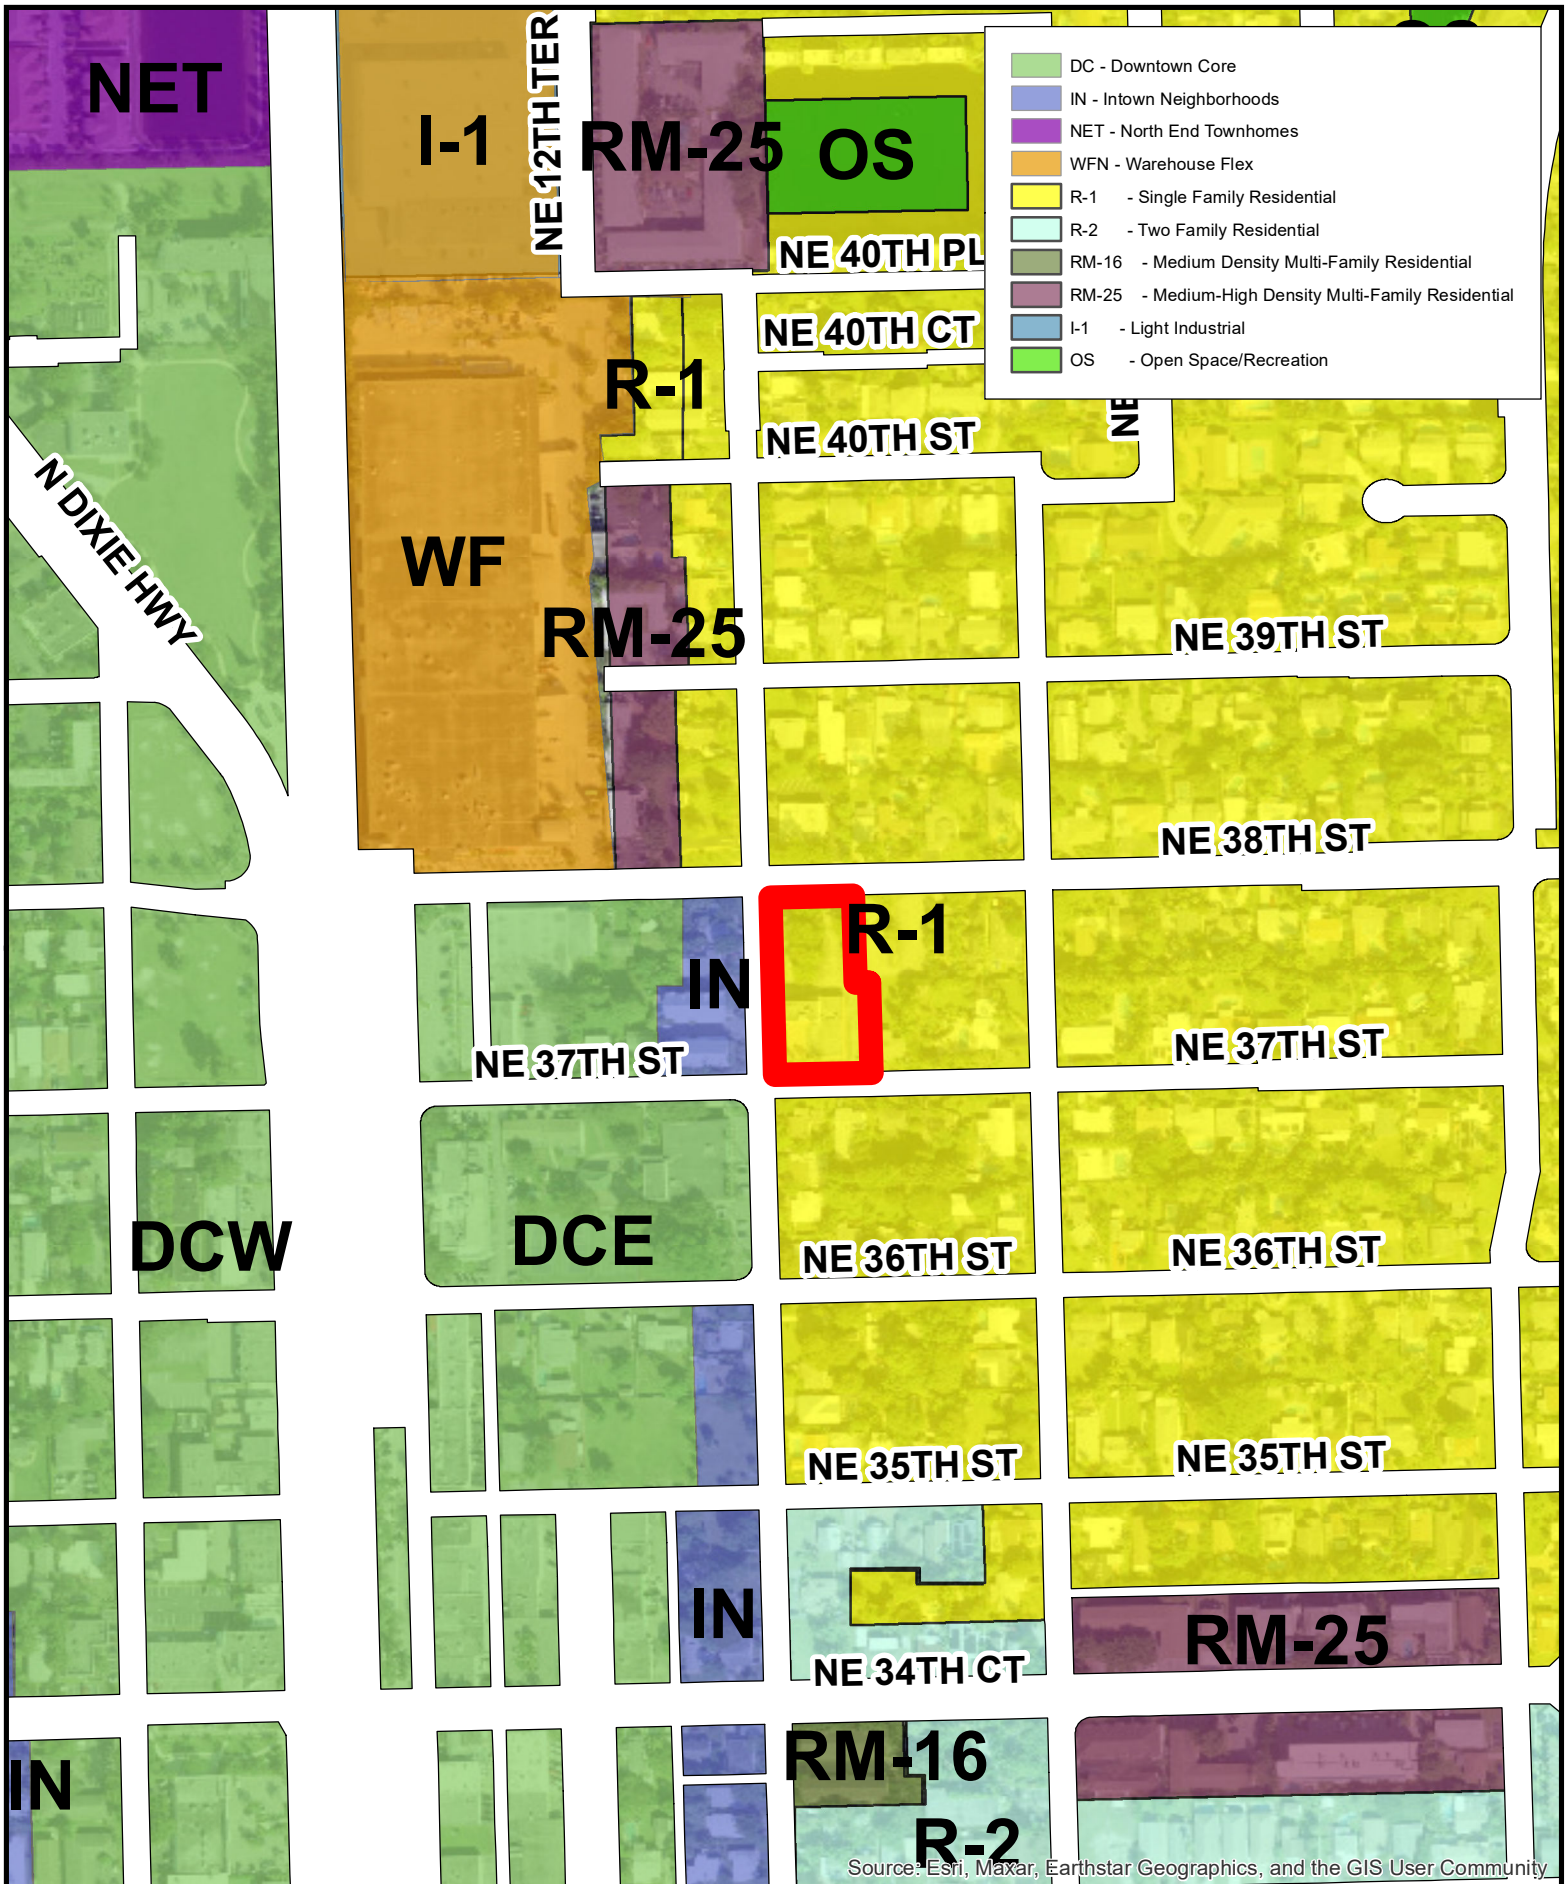 NET
I-1
NE 12TH TER
RM-25
OS
DC - Downtown Core
IN - Intown Neighborhoods
NET - North End Townhomes
WFN - Warehouse Flex
R-1 - Single Family Residential
R-2 - Two Family Residential
RM-16 - Medium Density Multi-Family Residential
RM-25 - Medium-High Density Multi-Family Residential
I-1 - Light Industrial
OS - Open Space/Recreation
NE 40TH PL
NE 40TH CT
R-1
NE 40TH ST
NE
N DIXIE HWY
WF
RM-25
NE 39TH ST
NE 38TH ST
R-1
IN
NE 37TH ST
NE 37TH ST
DCW
DCE
NE 36TH ST
NE 36TH ST
NE 35TH ST
NE 35TH ST
IN
RM-25
NE 34TH CT
IN
RM-16
R-2
Source: Esri, Maxar, Earthstar Geographics, and the GIS User Community